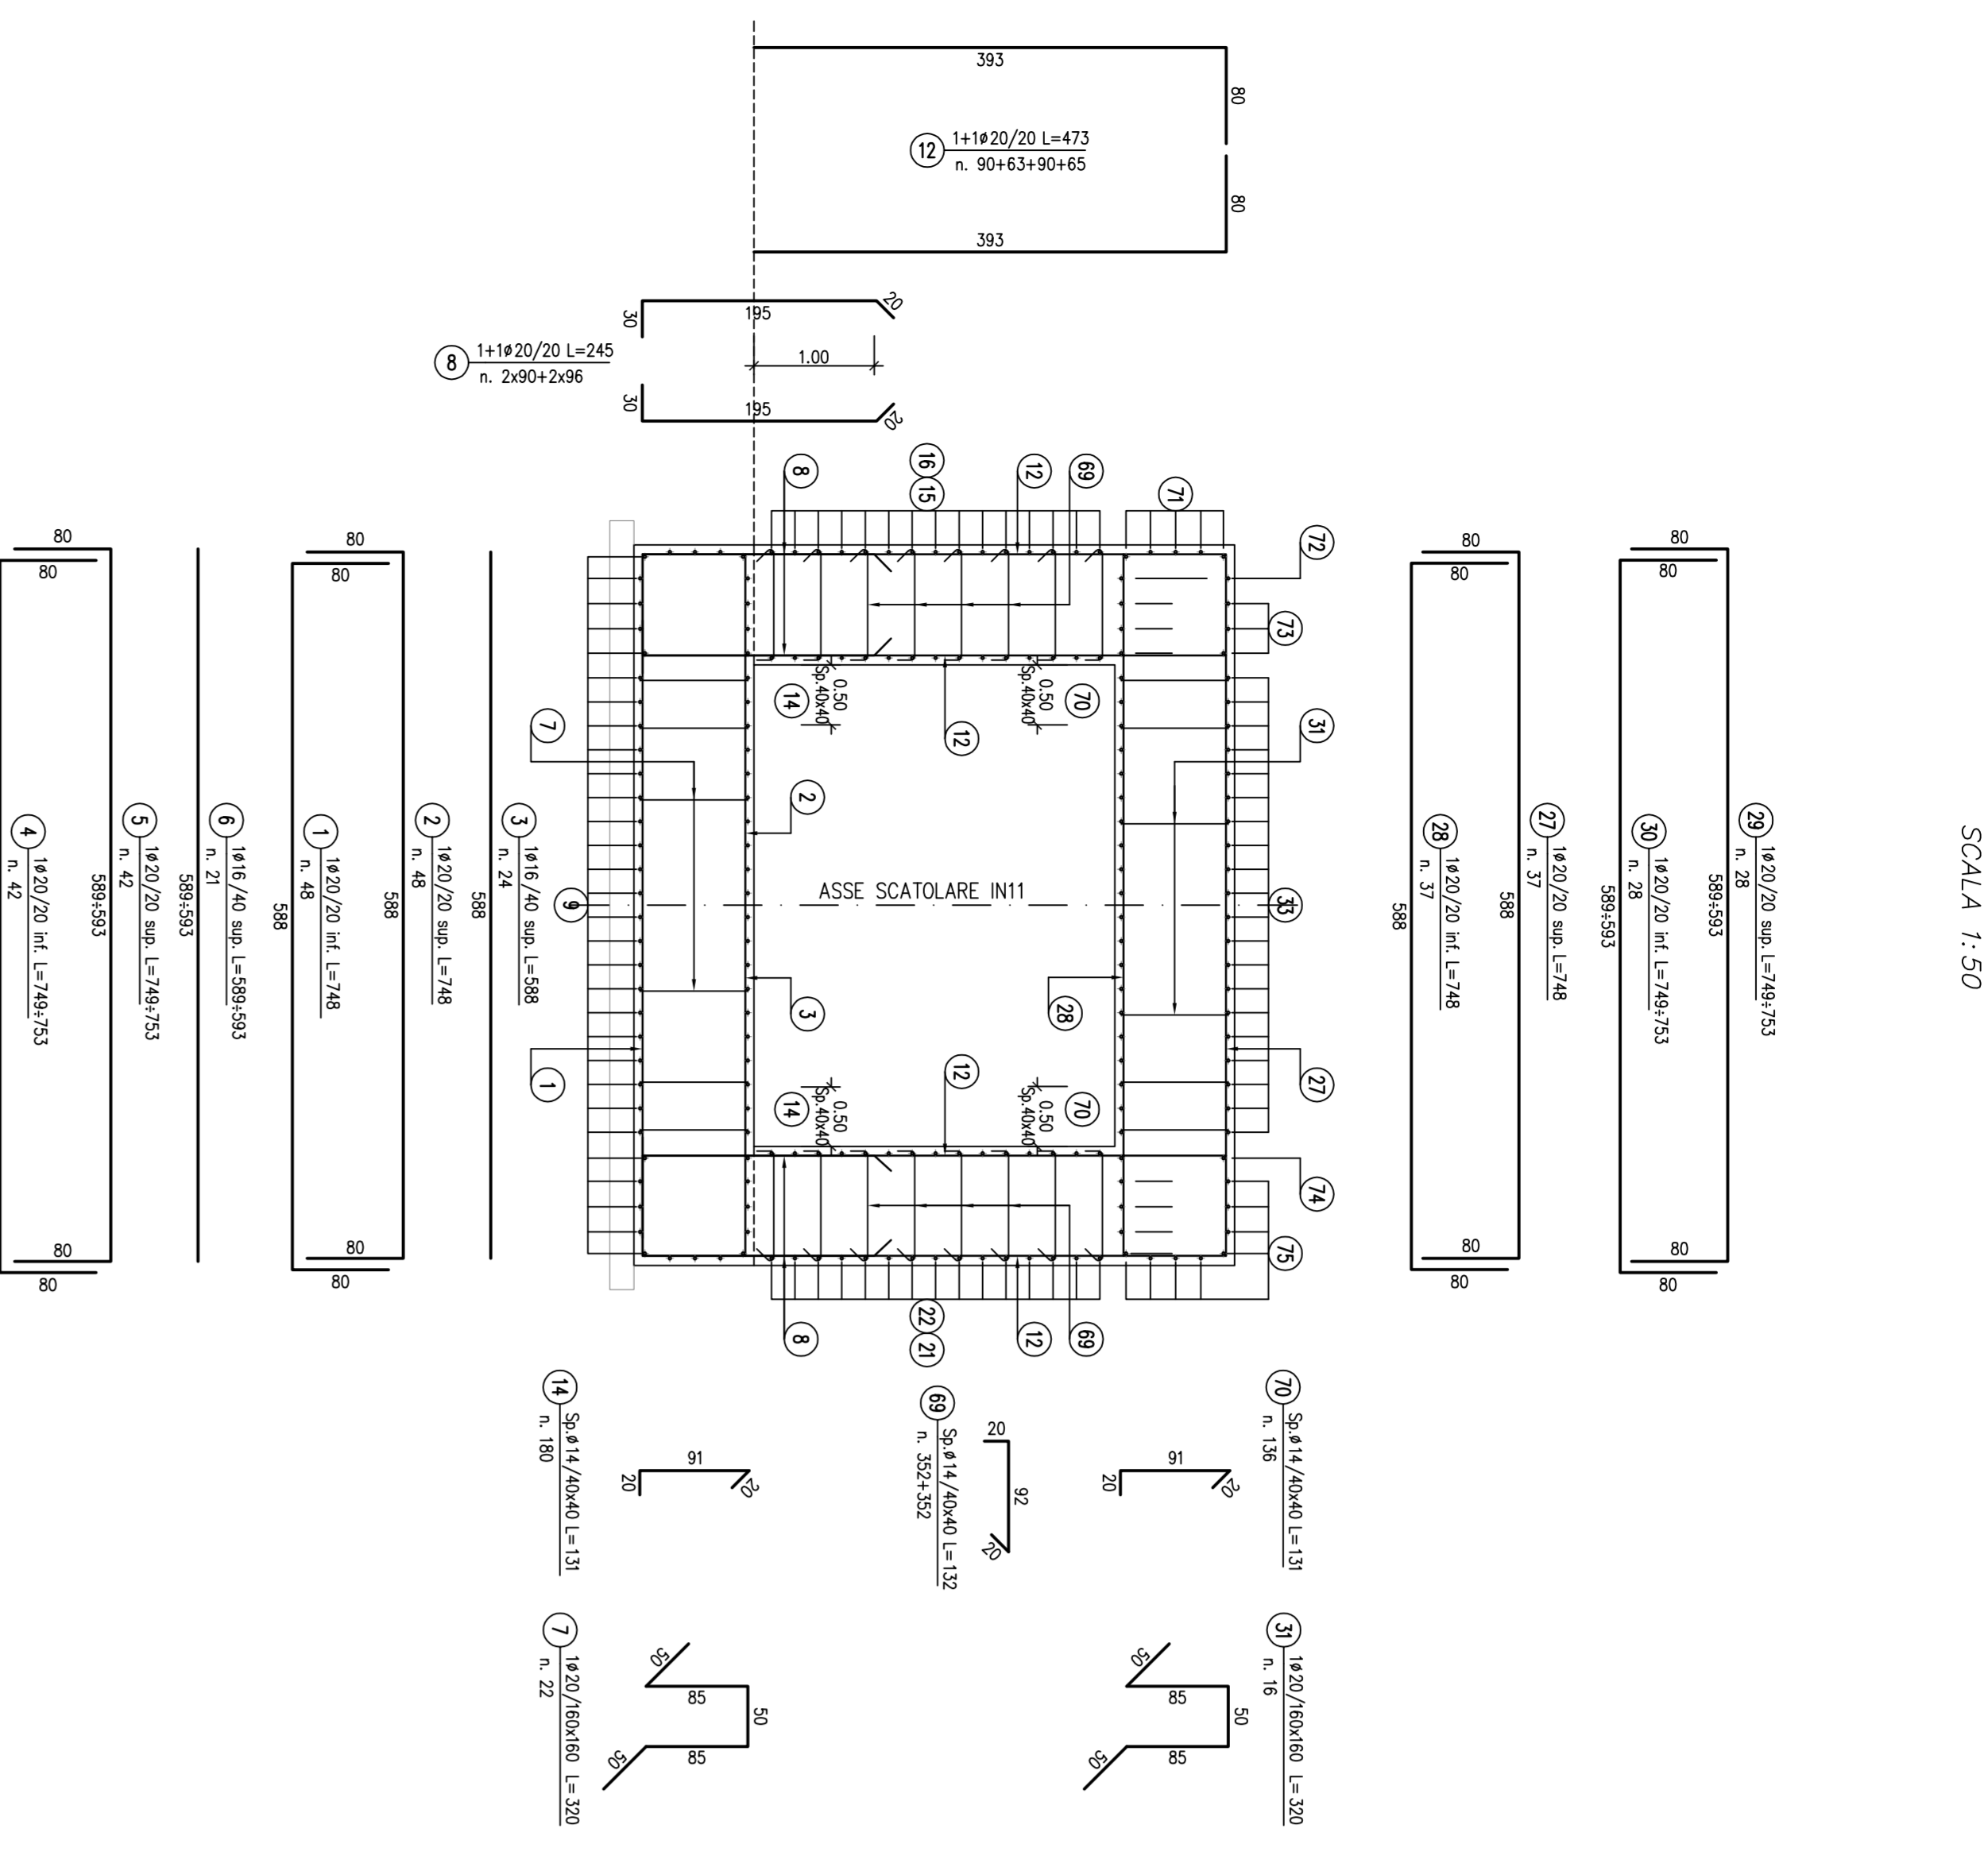 SCALA 1:50
29 1ø20/20 sup. L=749÷753
n. 28
80
589÷593
80
30 1ø20/20 inf. L=749÷753
n. 28
80
589÷593
80
27 1ø20/20 sup. L=748
n. 37
80
588
80
28 1ø20/20 inf. L=748
n. 37
80
588
80
393
80
12 1+1ø20/20 L=473
n. 90+63+90+65
80
393
20
195
30
8 1+1ø20/20 L=245
n. 2x90+2x96
1.00
30
195
20
72
73
31
33
27
74
75
71
69
12
16
15
8
70
0.50
Sp.40x40
14
0.50
Sp.40x40
12
7
2
ASSE SCATOLARE IN11
9
28
3
1
12
70
0.50
Sp.40x40
14
0.50
Sp.40x40
69
12
22
21
8
3 1ø16/40 sup. L=588
n. 24
588
2 1ø20/20 sup. L=748
n. 48
80
588
80
1 1ø20/20 inf. L=748
n. 48
80
588
80
6 1ø16/40 sup. L=589÷593
n. 21
589÷593
5 1ø20/20 sup. L=749÷753
n. 42
80
589÷593
80
4 1ø20/20 inf. L=749÷753
n. 42
80
80
70 Sp.ø14/40x40 L=131
n. 136
91
20
20
69 Sp.ø14/40x40 L=132
n. 352+352
20
92
20
14 Sp.ø14/40x40 L=131
n. 180
91
20
20
31 1ø20/160x160 L=320
n. 16
50
85
50
85
50
7 1ø20/160x160 L=320
n. 22
50
85
50
85
50